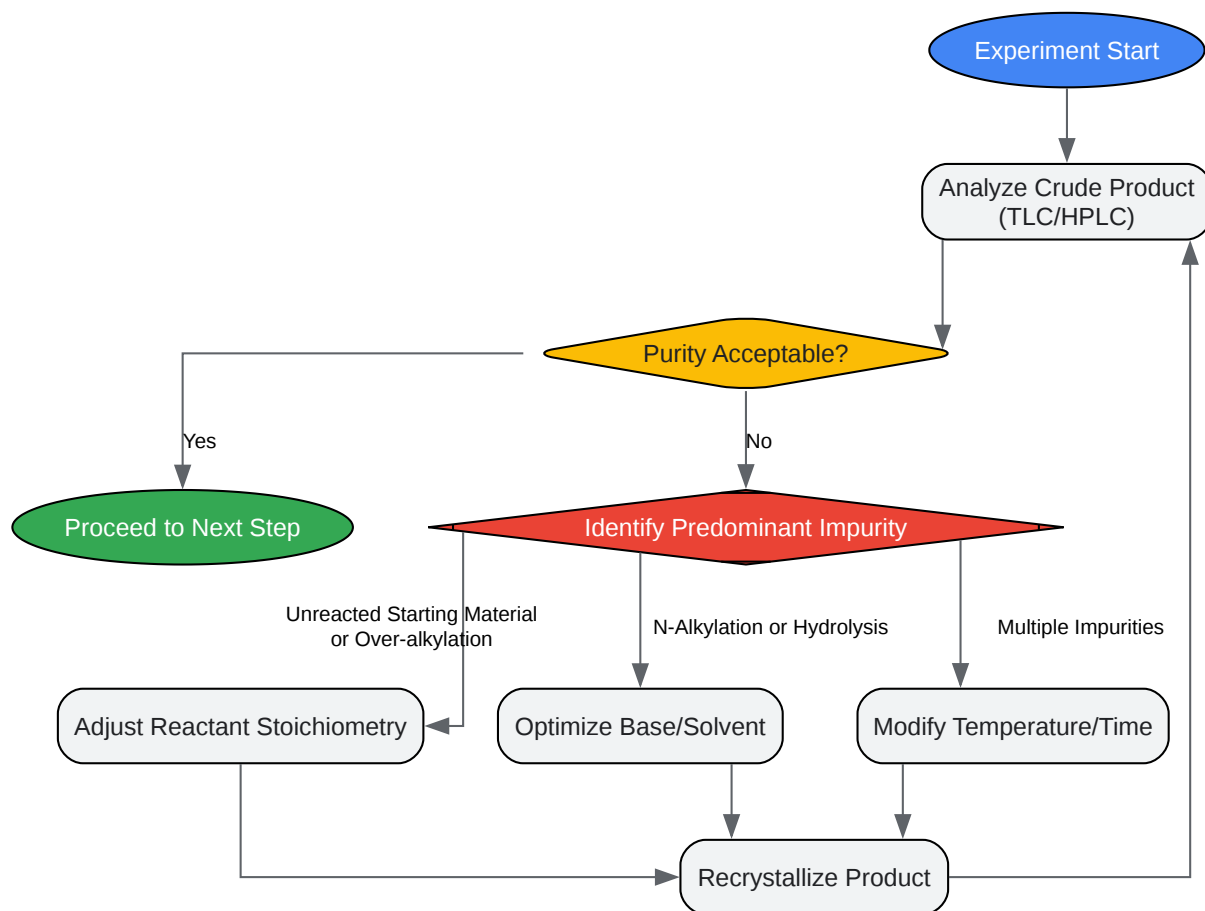 Experiment Start
Analyze Crude Product
(TLC/HPLC)
Purity Acceptable?
Yes
No
Proceed to Next Step
Identify Predominant Impurity
Unreacted Starting Material
or Over-alkylation
N-Alkylation or Hydrolysis
Multiple Impurities
Adjust Reactant Stoichiometry
Optimize Base/Solvent
Modify Temperature/Time
Recrystallize Product